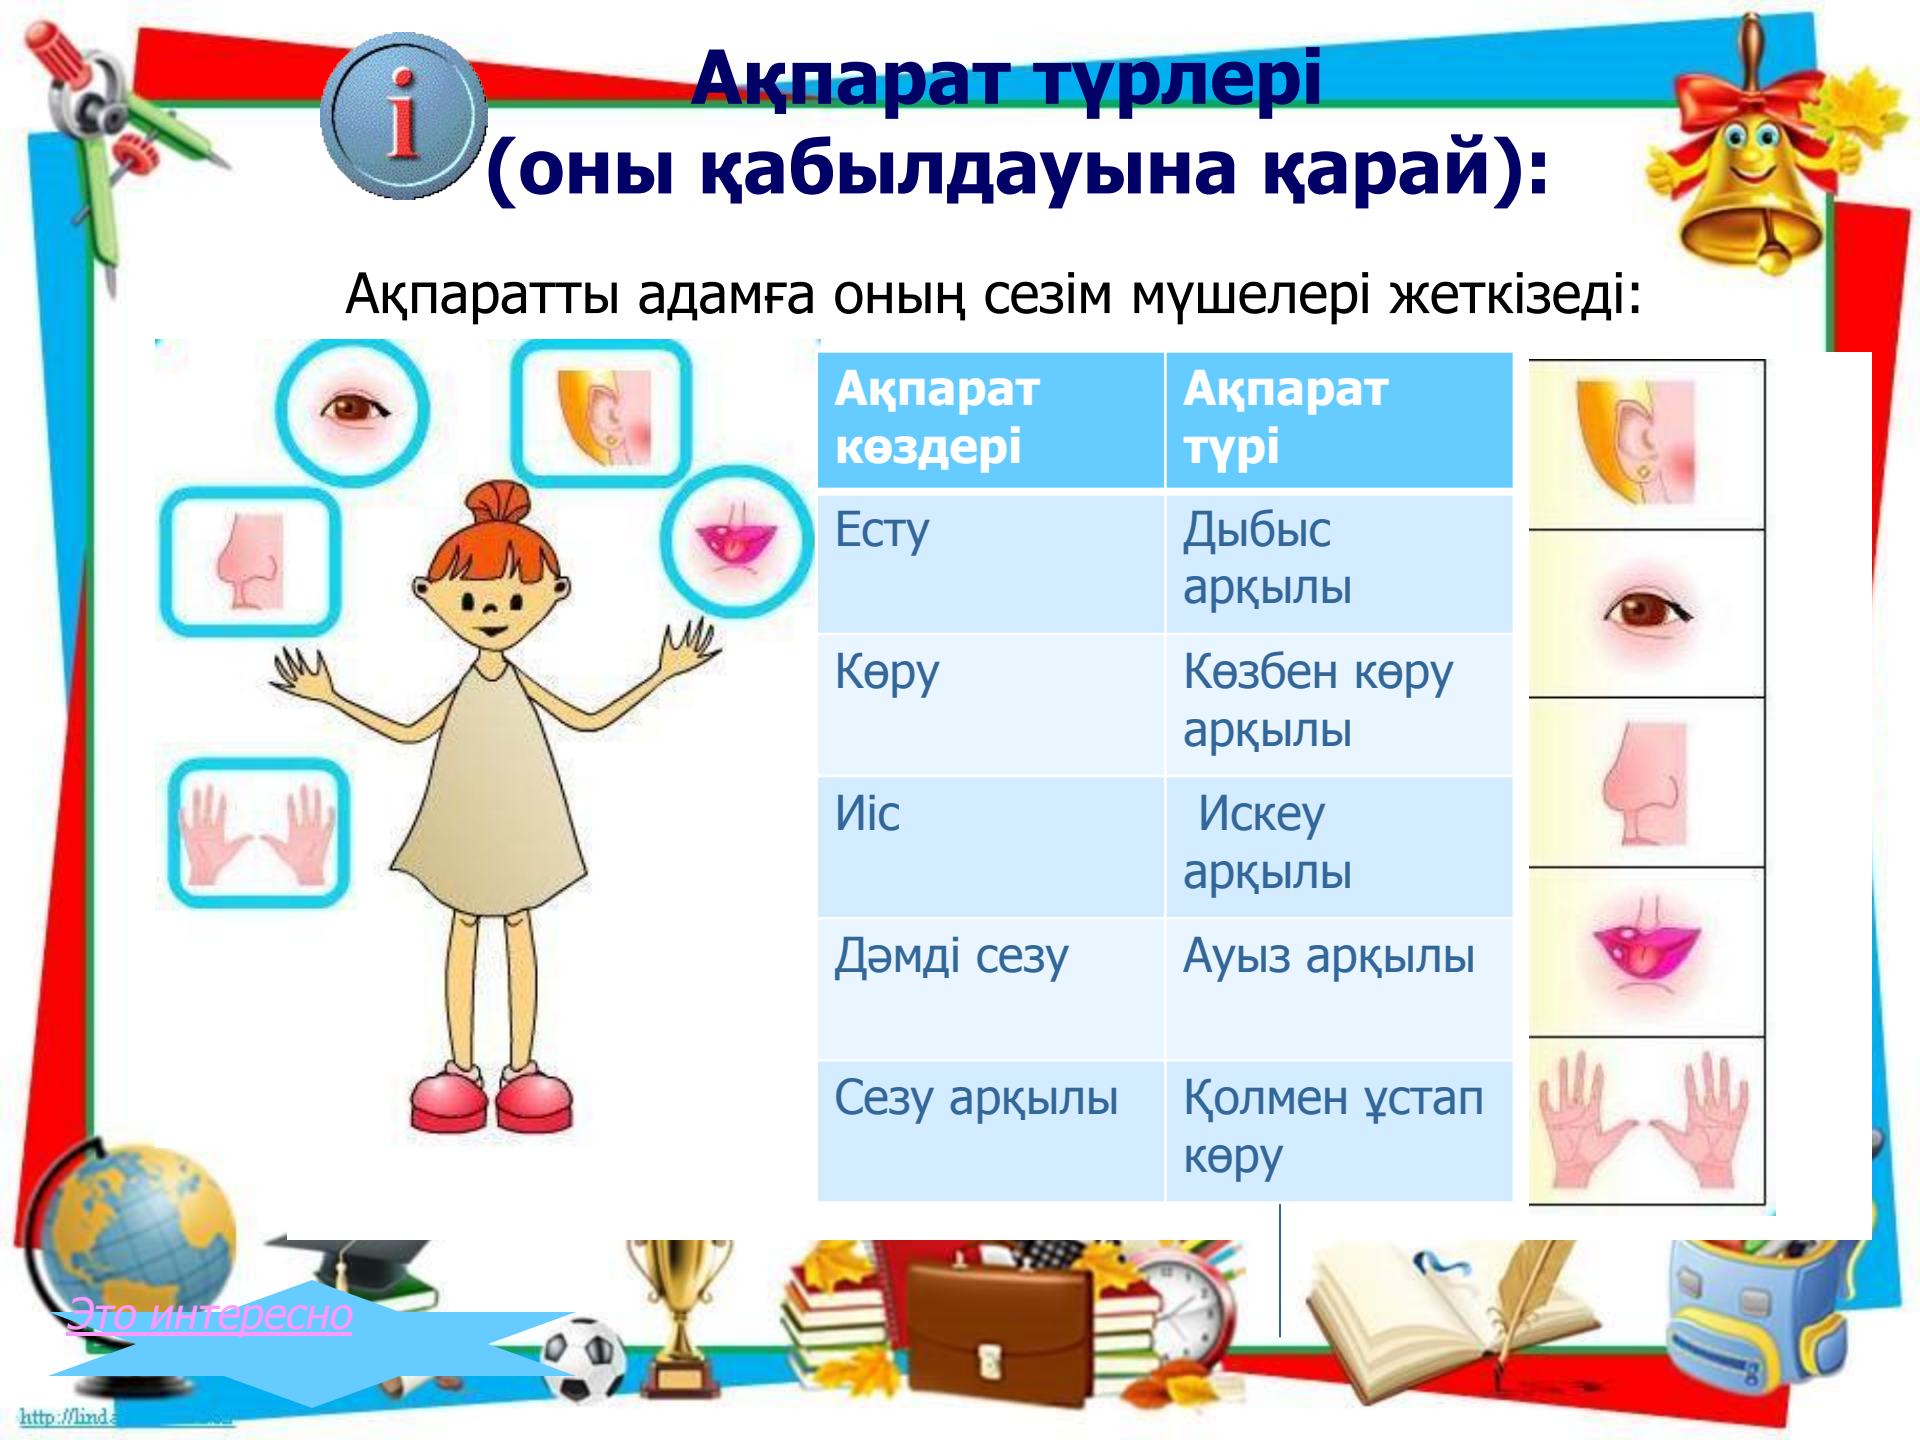 Ақпарат түрлері
(оны қабылдауына қарай):
Ақпаратты адамға оның сезім мүшелері жеткізеді:
Ақпарат
көздері
Ақпарат
түрі
Есту
Дыбыс
арқылы
Көру
Көзбен көру
арқылы
Иіс
Искеу
арқылы
Дәмді сезу
Ауыз арқылы
Сезу арқылы
Қолмен ұстап
көру
Это интересно